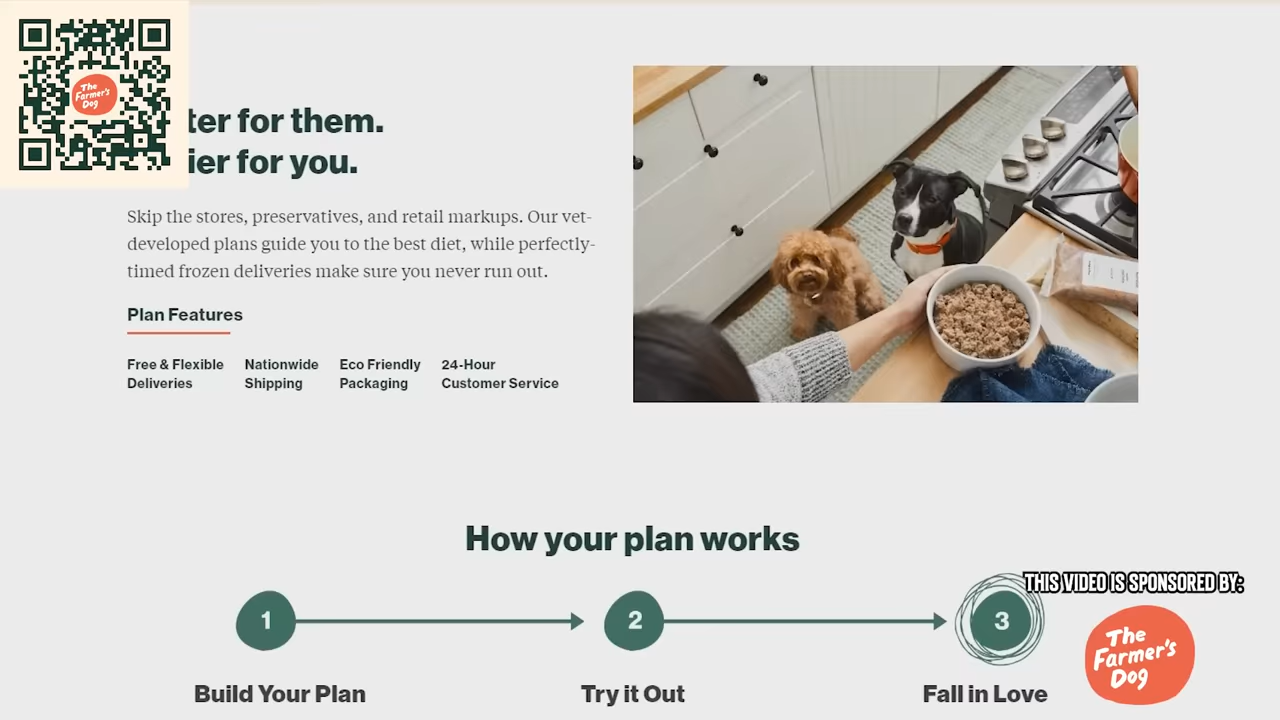 The
Farmer's
Dog
ter for them.
ier for you.
Skip the stores, preservatives, and retail markups. Our vet-
developed plans guide you to the best diet, while perfectly-
timed frozen deliveries make sure you never run out.
Plan Features
Free & Flexible
Deliveries
Nationwide
Shipping
Eco Friendly
Packaging
24-Hour
Customer Service
How your plan works
1
2
3
THIS VIDEO IS SPONSORED BY:
The
Farmer's
Dog
Build Your Plan
Try it Out
Fall in Love